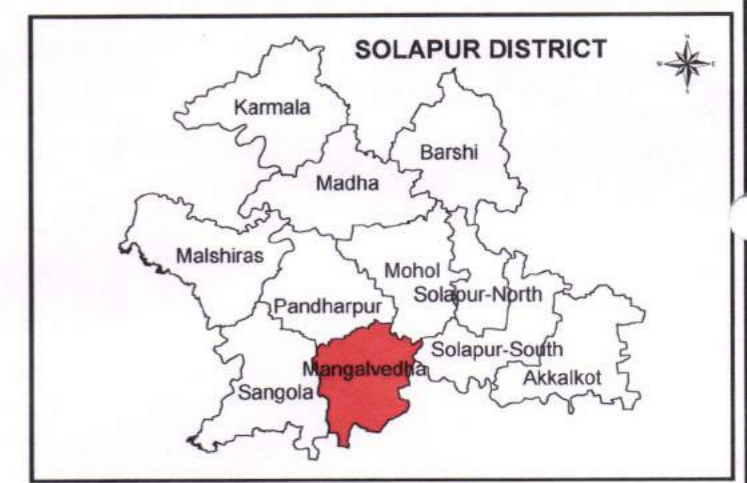 SOLAPUR DISTRICT
Karmala
Barshi
Madha
Malshiras
Mohol
Solapur-North
Pandharpur
Solapur-South
Mangalvedha
Akkalkot
Sangola